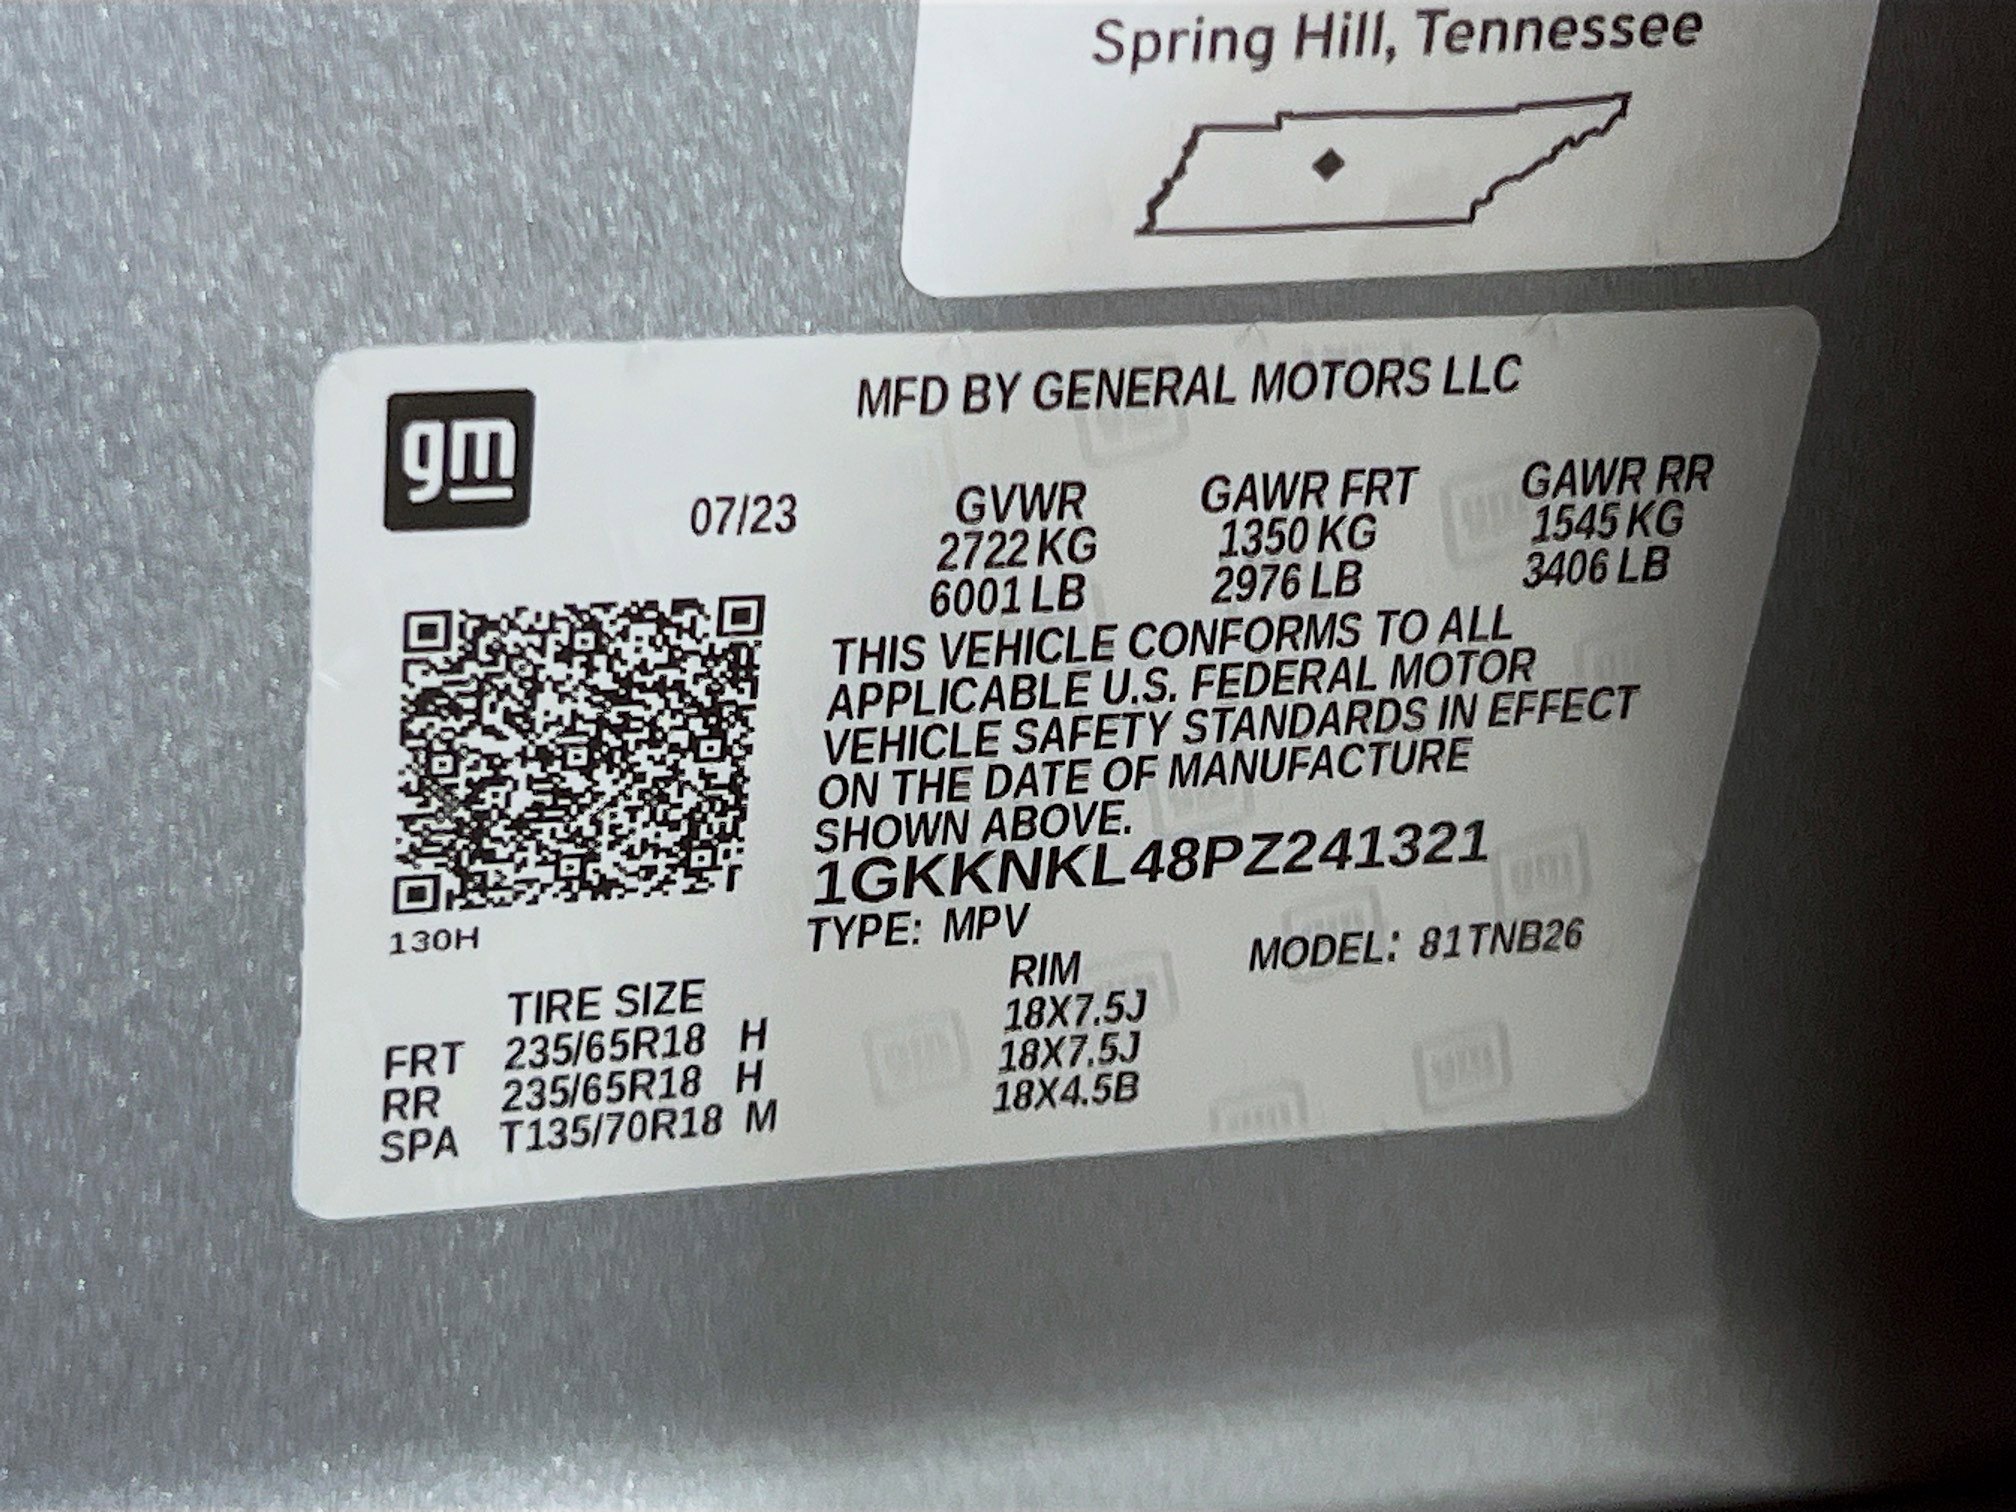 Spring Hill, Tennessee
gm
MFD BY GENERAL MOTORS LLC
07/23
GVWR GAWR FRT GAWR RR
2722 KG 1350 KG 1545 KG
6001 LB 2976 LB 3406 LB
THIS VEHICLE CONFORMS TO ALL
APPLICABLE U.S. FEDERAL MOTOR
VEHICLE SAFETY STANDARDS IN EFFECT
ON THE DATE OF MANUFACTURE
SHOWN ABOVE.
1GKKNKL48PZ241321
130H
TYPE: MPV MODEL: 81TNB26
TIRE SIZE RIM
FRT 235/65R18 H 18X7.5J
RR 235/65R18 H 18X7.5J
SPA T135/70R18 M 18X4.5B